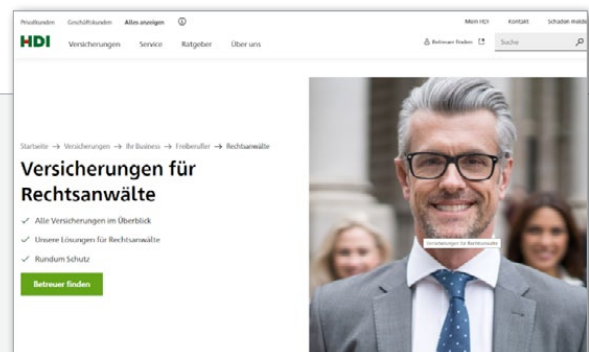 Privatkunden Geschäftskunden Alles anzeigen
Mein HDI Kontakt Schaden melden
HDI Versicherungen Service Ratgeber Über uns
Betreuer finden Suche
Startseite → Versicherungen → Ihr Business → Freiberufler → Rechtsanwälte
Versicherungen für
Rechtsanwälte
✓ Alle Versicherungen im Überblick
✓ Unsere Lösungen für Rechtsanwälte
✓ Rundum Schutz
Betreuer finden
Versicherungen für Rechtsanwälte